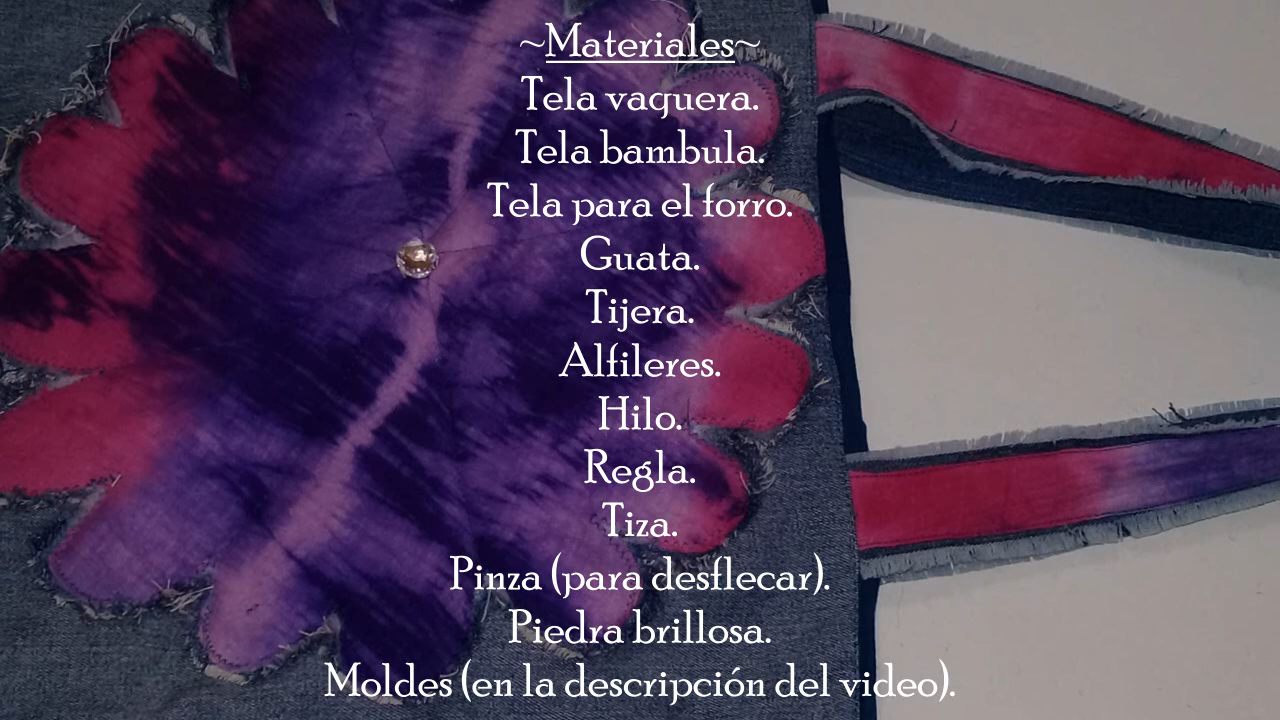 ~Materiales~
Tela vaquera.
Tela bambula.
Tela para el forro.
Guata.
Tijera.
Alfileres.
Hilo.
Regla.
Tiza.
Pinza (para desflecar).
Piedra brillosa.
Moldes (en la descripción del video).